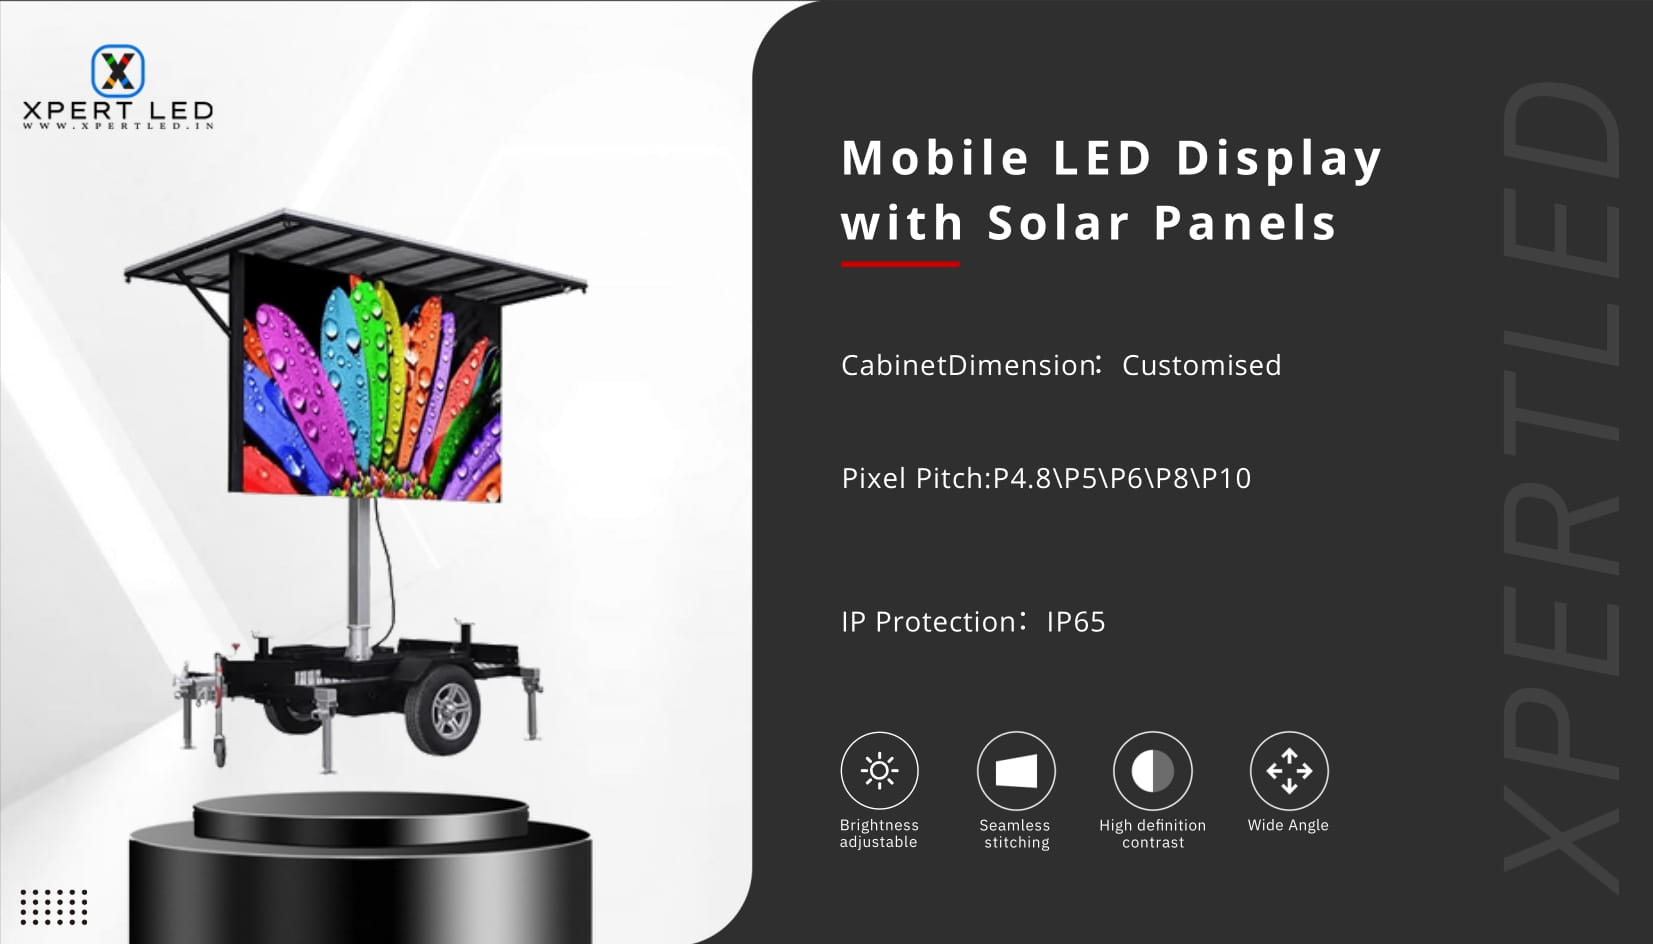 XPERT LED
WWW.XPERTLED.IN
Mobile LED Display
with Solar Panels
CabinetDimension： Customised
Pixel Pitch:P4.8\P5\P6\P8\P10
IP Protection： IP65
Brightness
adjustable
Seamless
stitching
High definition
contrast
Wide Angle
XPERTLED